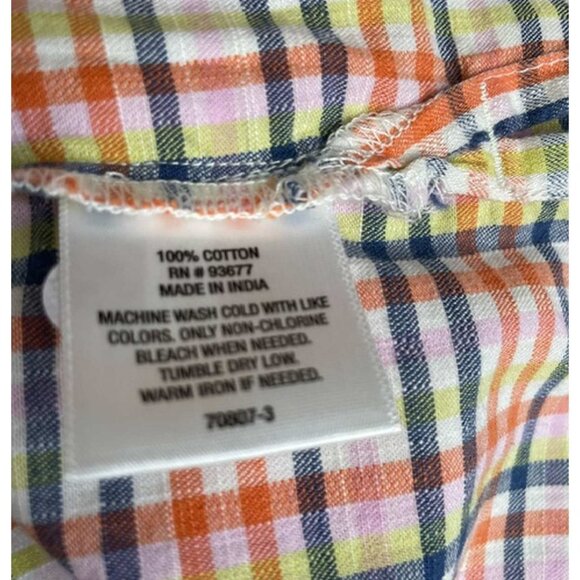 100% COTTON
RN # 93677
MADE IN INDIA
MACHINE WASH COLD WITH LIKE
COLORS. ONLY NON-CHLORINE
BLEACH WHEN NEEDED.
TUMBLE DRY LOW.
WARM IRON IF NEEDED.
70807-3